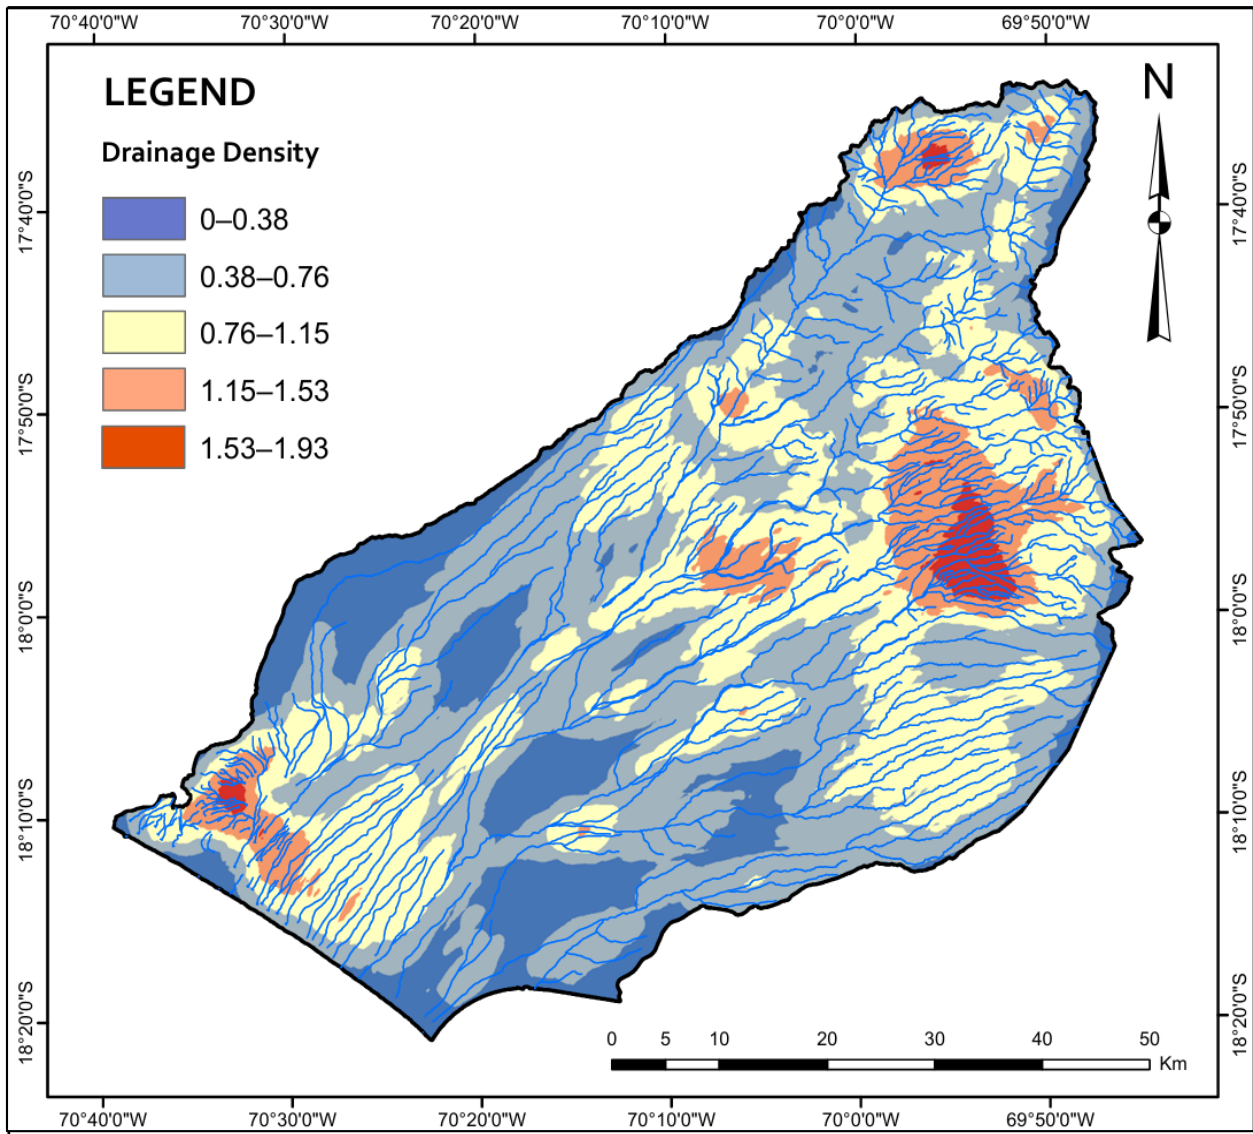 70°40'0"W 70°30'0"W 70°20'0"W 70°10'0"W 70°0'0"W 69°50'0"W
LEGEND
N
Drainage Density
0–0.38
0.38–0.76
0.76–1.15
1.15–1.53
1.53–1.93
17°40'0"S
17°50'0"S
18°0'0"S
18°10'0"S
18°20'0"S
17°40'0"S
17°50'0"S
18°0'0"S
18°10'0"S
18°20'0"S
0 5 10 20 30 40 50
Km
70°40'0"W 70°30'0"W 70°20'0"W 70°10'0"W 70°0'0"W 69°50'0"W